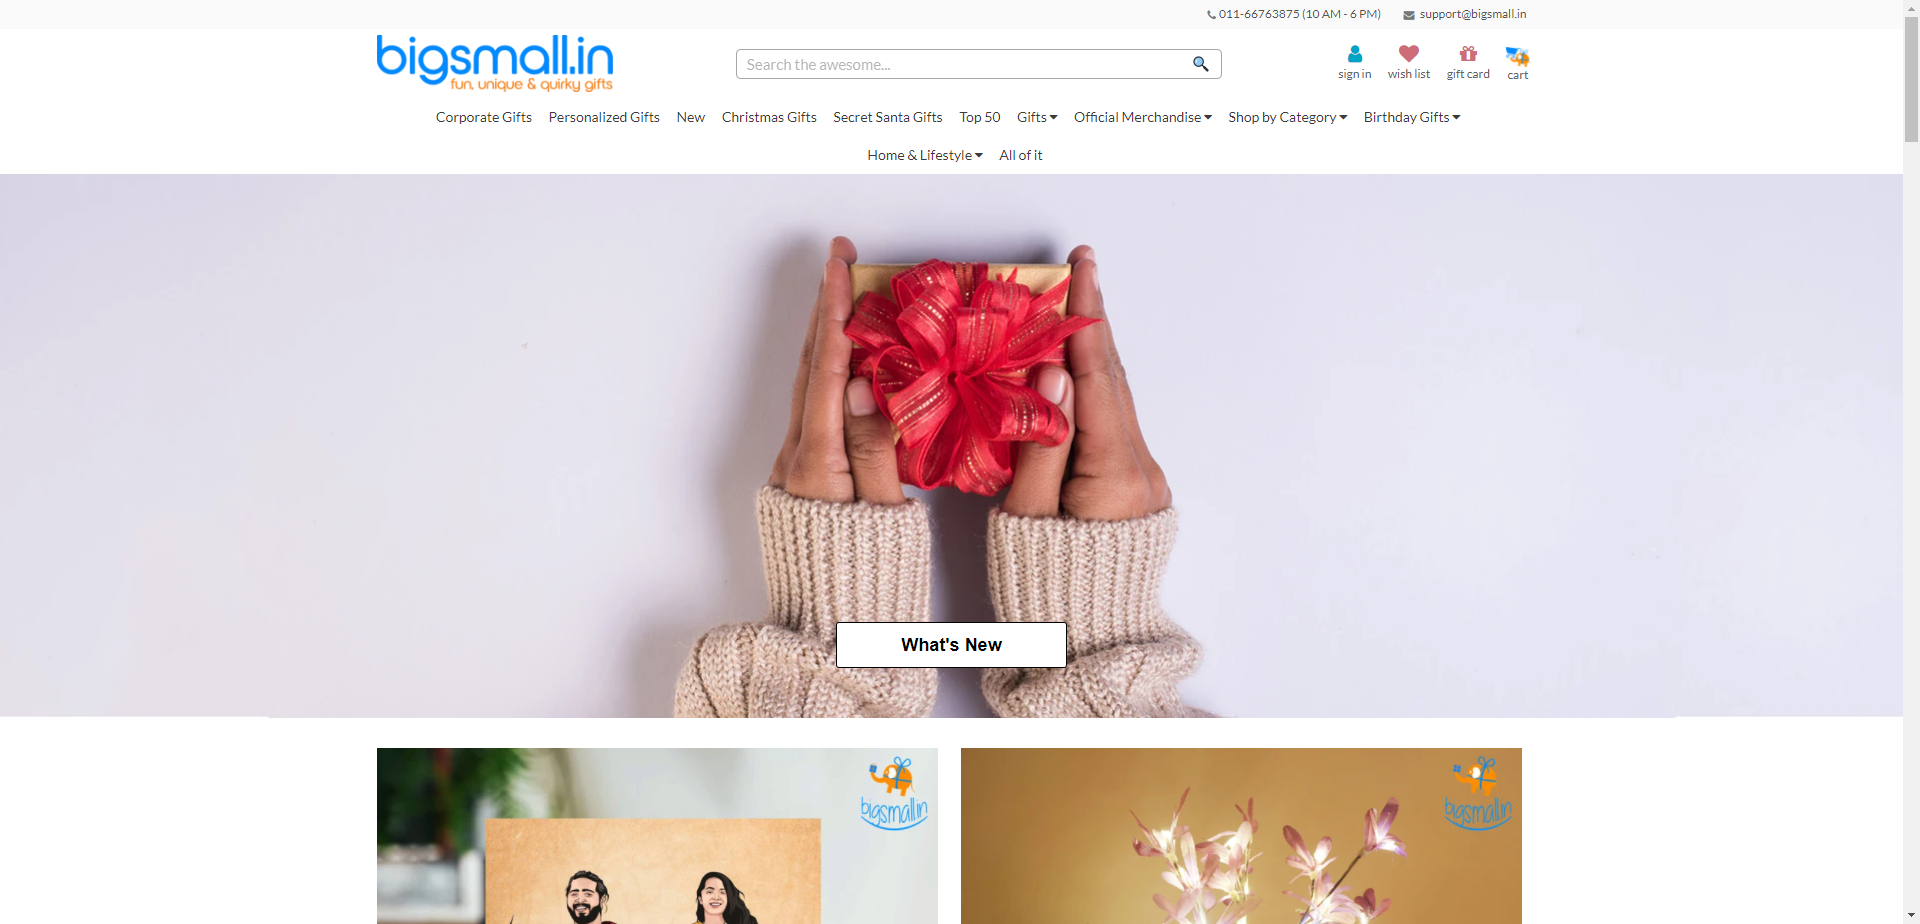 011-66763875 (10 AM - 6 PM) support@bigsmall.in
bigsmall.in
fun, unique & quirky gifts
Search the awesome...
sign in wish list gift card cart
Corporate Gifts Personalized Gifts New Christmas Gifts Secret Santa Gifts Top 50 Gifts Official Merchandise Shop by Category Birthday Gifts
Home & Lifestyle All of it
What's New
bigsmall.in
bigsmall.in